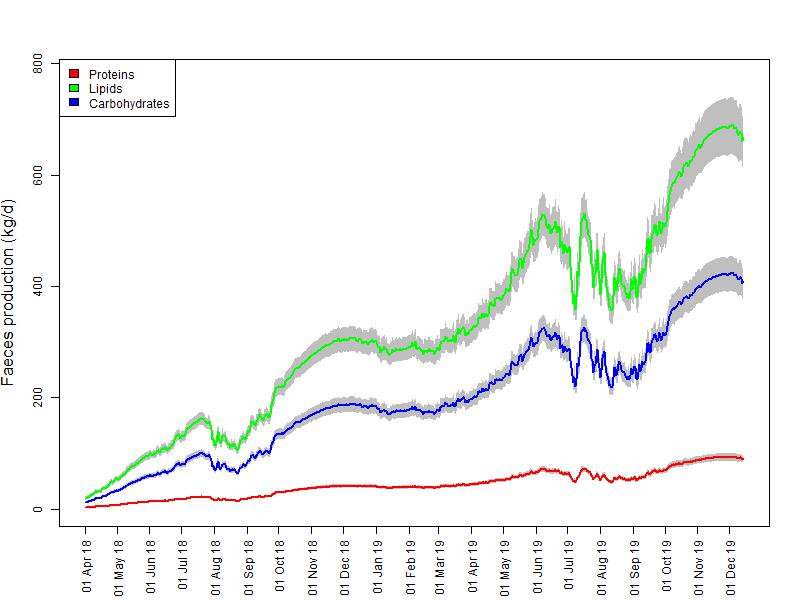 Proteins
Lipids
Carbohydrates
Faeces production (kg/d)
800
600
400
200
0
01 Apr 18
01 May 18
01 Jun 18
01 Jul 18
01 Aug 18
01 Sep 18
01 Oct 18
01 Nov 18
01 Dec 18
01 Jan 19
01 Feb 19
01 Mar 19
01 Apr 19
01 May 19
01 Jun 19
01 Jul 19
01 Aug 19
01 Sep 19
01 Oct 19
01 Nov 19
01 Dec 19